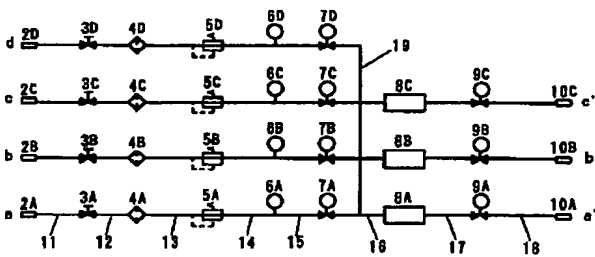 2D 3D 4D 5D 6D 7D
d 19
2C 3C 4C 5C 6C 7C 8C 9C 10C
c c'
2B 3B 4B 5B 6B 7B 8B 9B 10B
b b
2A 3A 4A 5A 6A 7A 8A 9A 10A
a a'
11 12 13 14 15 16 17 18